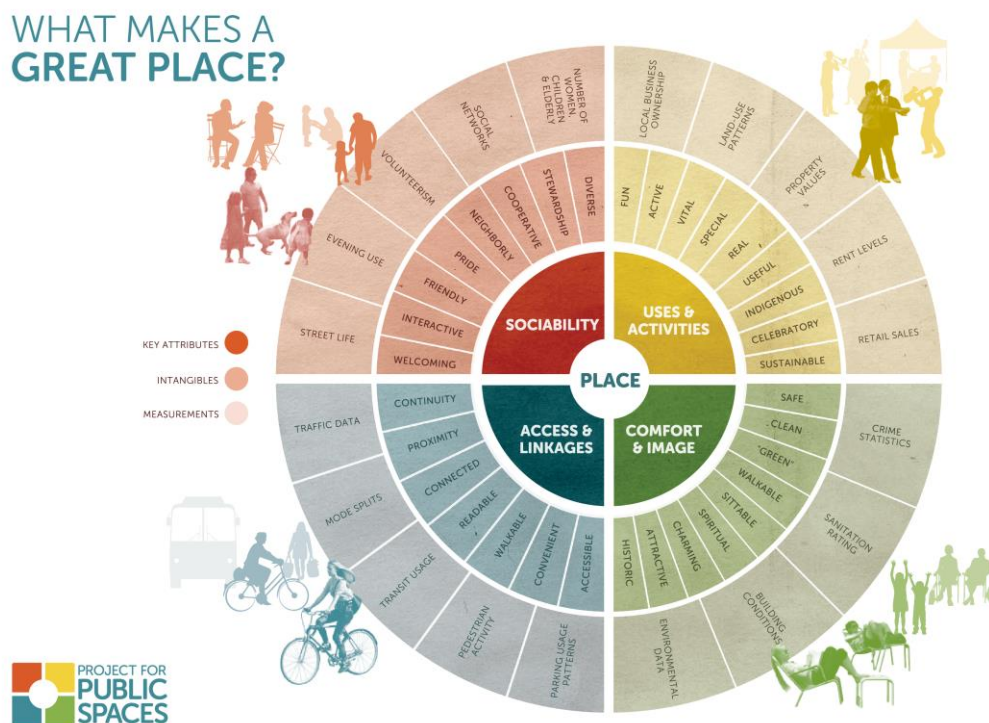 WHAT MAKES A
GREAT PLACE?
NUMBER OF
WOMEN,
CHILDREN
& ELDERLY
SOCIAL
NETWORKS
VOLUNTEERISM
EVENING USE
STREET LIFE
LOCAL BUSINESS
OWNERSHIP
LAND-USE
PATTERNS
PROPERTY
VALUES
RENT LEVELS
RETAIL SALES
DIVERSE
STEWARDSHIP
COOPERATIVE
NEIGHBORLY
PRIDE
FRIENDLY
INTERACTIVE
WELCOMING
FUN
ACTIVE
VITAL
SPECIAL
REAL
USEFUL
INDIGENOUS
CELEBRATORY
SUSTAINABLE
SOCIABILITY
USES &
ACTIVITIES
PLACE
ACCESS &
LINKAGES
COMFORT
& IMAGE
KEY ATTRIBUTES
INTANGIBLES
MEASUREMENTS
CONTINUITY
PROXIMITY
CONNECTED
READABLE
WALKABLE
CONVENIENT
ACCESSIBLE
SAFE
CLEAN
"GREEN"
WALKABLE
SITTABLE
SPIRITUAL
CHARMING
ATTRACTIVE
HISTORIC
TRAFFIC DATA
MODE SPLITS
TRANSIT USAGE
PEDESTRIAN
ACTIVITY
PARKING USAGE
PATTERNS
CRIME
STATISTICS
SANITATION
RATING
BUILDING
CONDITIONS
ENVIRONMENTAL
DATA
PROJECT FOR
PUBLIC
SPACES